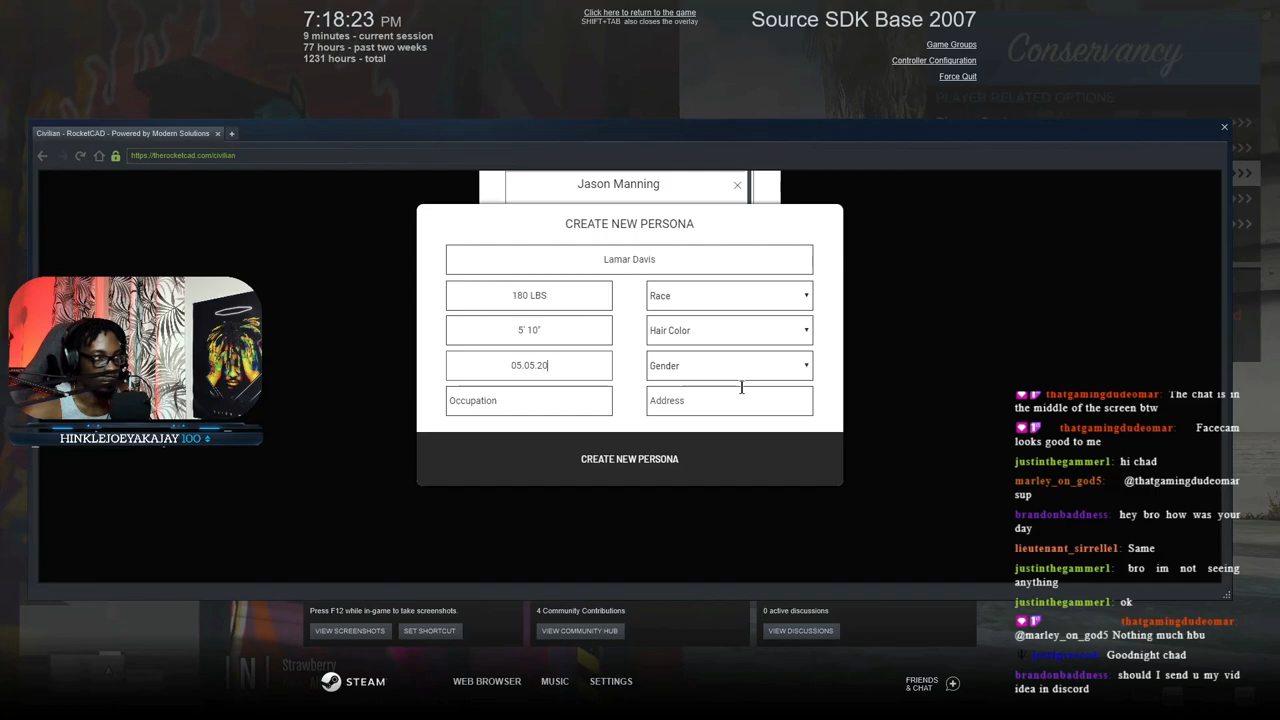 7:18:23 PM
9 minutes - current session
77 hours - past two weeks
1231 hours - total
Click here to return to the game
SHIFT+TAB also closes the overlay
Source SDK Base 2007
Game Groups
Controller Configuration
Force Quit
Conservancy
PLAYER RELATED OPTIONS
Civilian - RocketCAD - Powered by Modern Solutions
https://therocketcad.com/civilian
Jason Manning
CREATE NEW PERSONA
Lamar Davis
180 LBS
Race
5' 10"
Hair Color
05.05.20
Gender
Occupation
Address
CREATE NEW PERSONA
HINKLEJOEYAKAJAY 100
thatgamingdudeomar: The chat is
in the middle of the screen btw
thatgamingdudeomar: Facecam
looks good to me
justinthegammer1: hi chad
marley_on_god5: @thatgamingdudeomar
sup
brandonbaddness: hey bro how was your
day
lieutenant_sirrelle1: Same
justinthegammer1: bro im not seeing
anything
justinthegammer1: ok
thatgamingdudeomar:
@marley_on_god5 Nothing much hbu
Goodnight chad
brandonbaddness: should I send u my vid
idea in discord
Press F12 while in-game to take screenshots.
VIEW SCREENSHOTS
SET SHORTCUT
4 Community Contributions
VIEW COMMUNITY HUB
0 active discussions
VIEW DISCUSSIONS
N
Strawberry
STEAM
WEB BROWSER
MUSIC
SETTINGS
FRIENDS
& CHAT